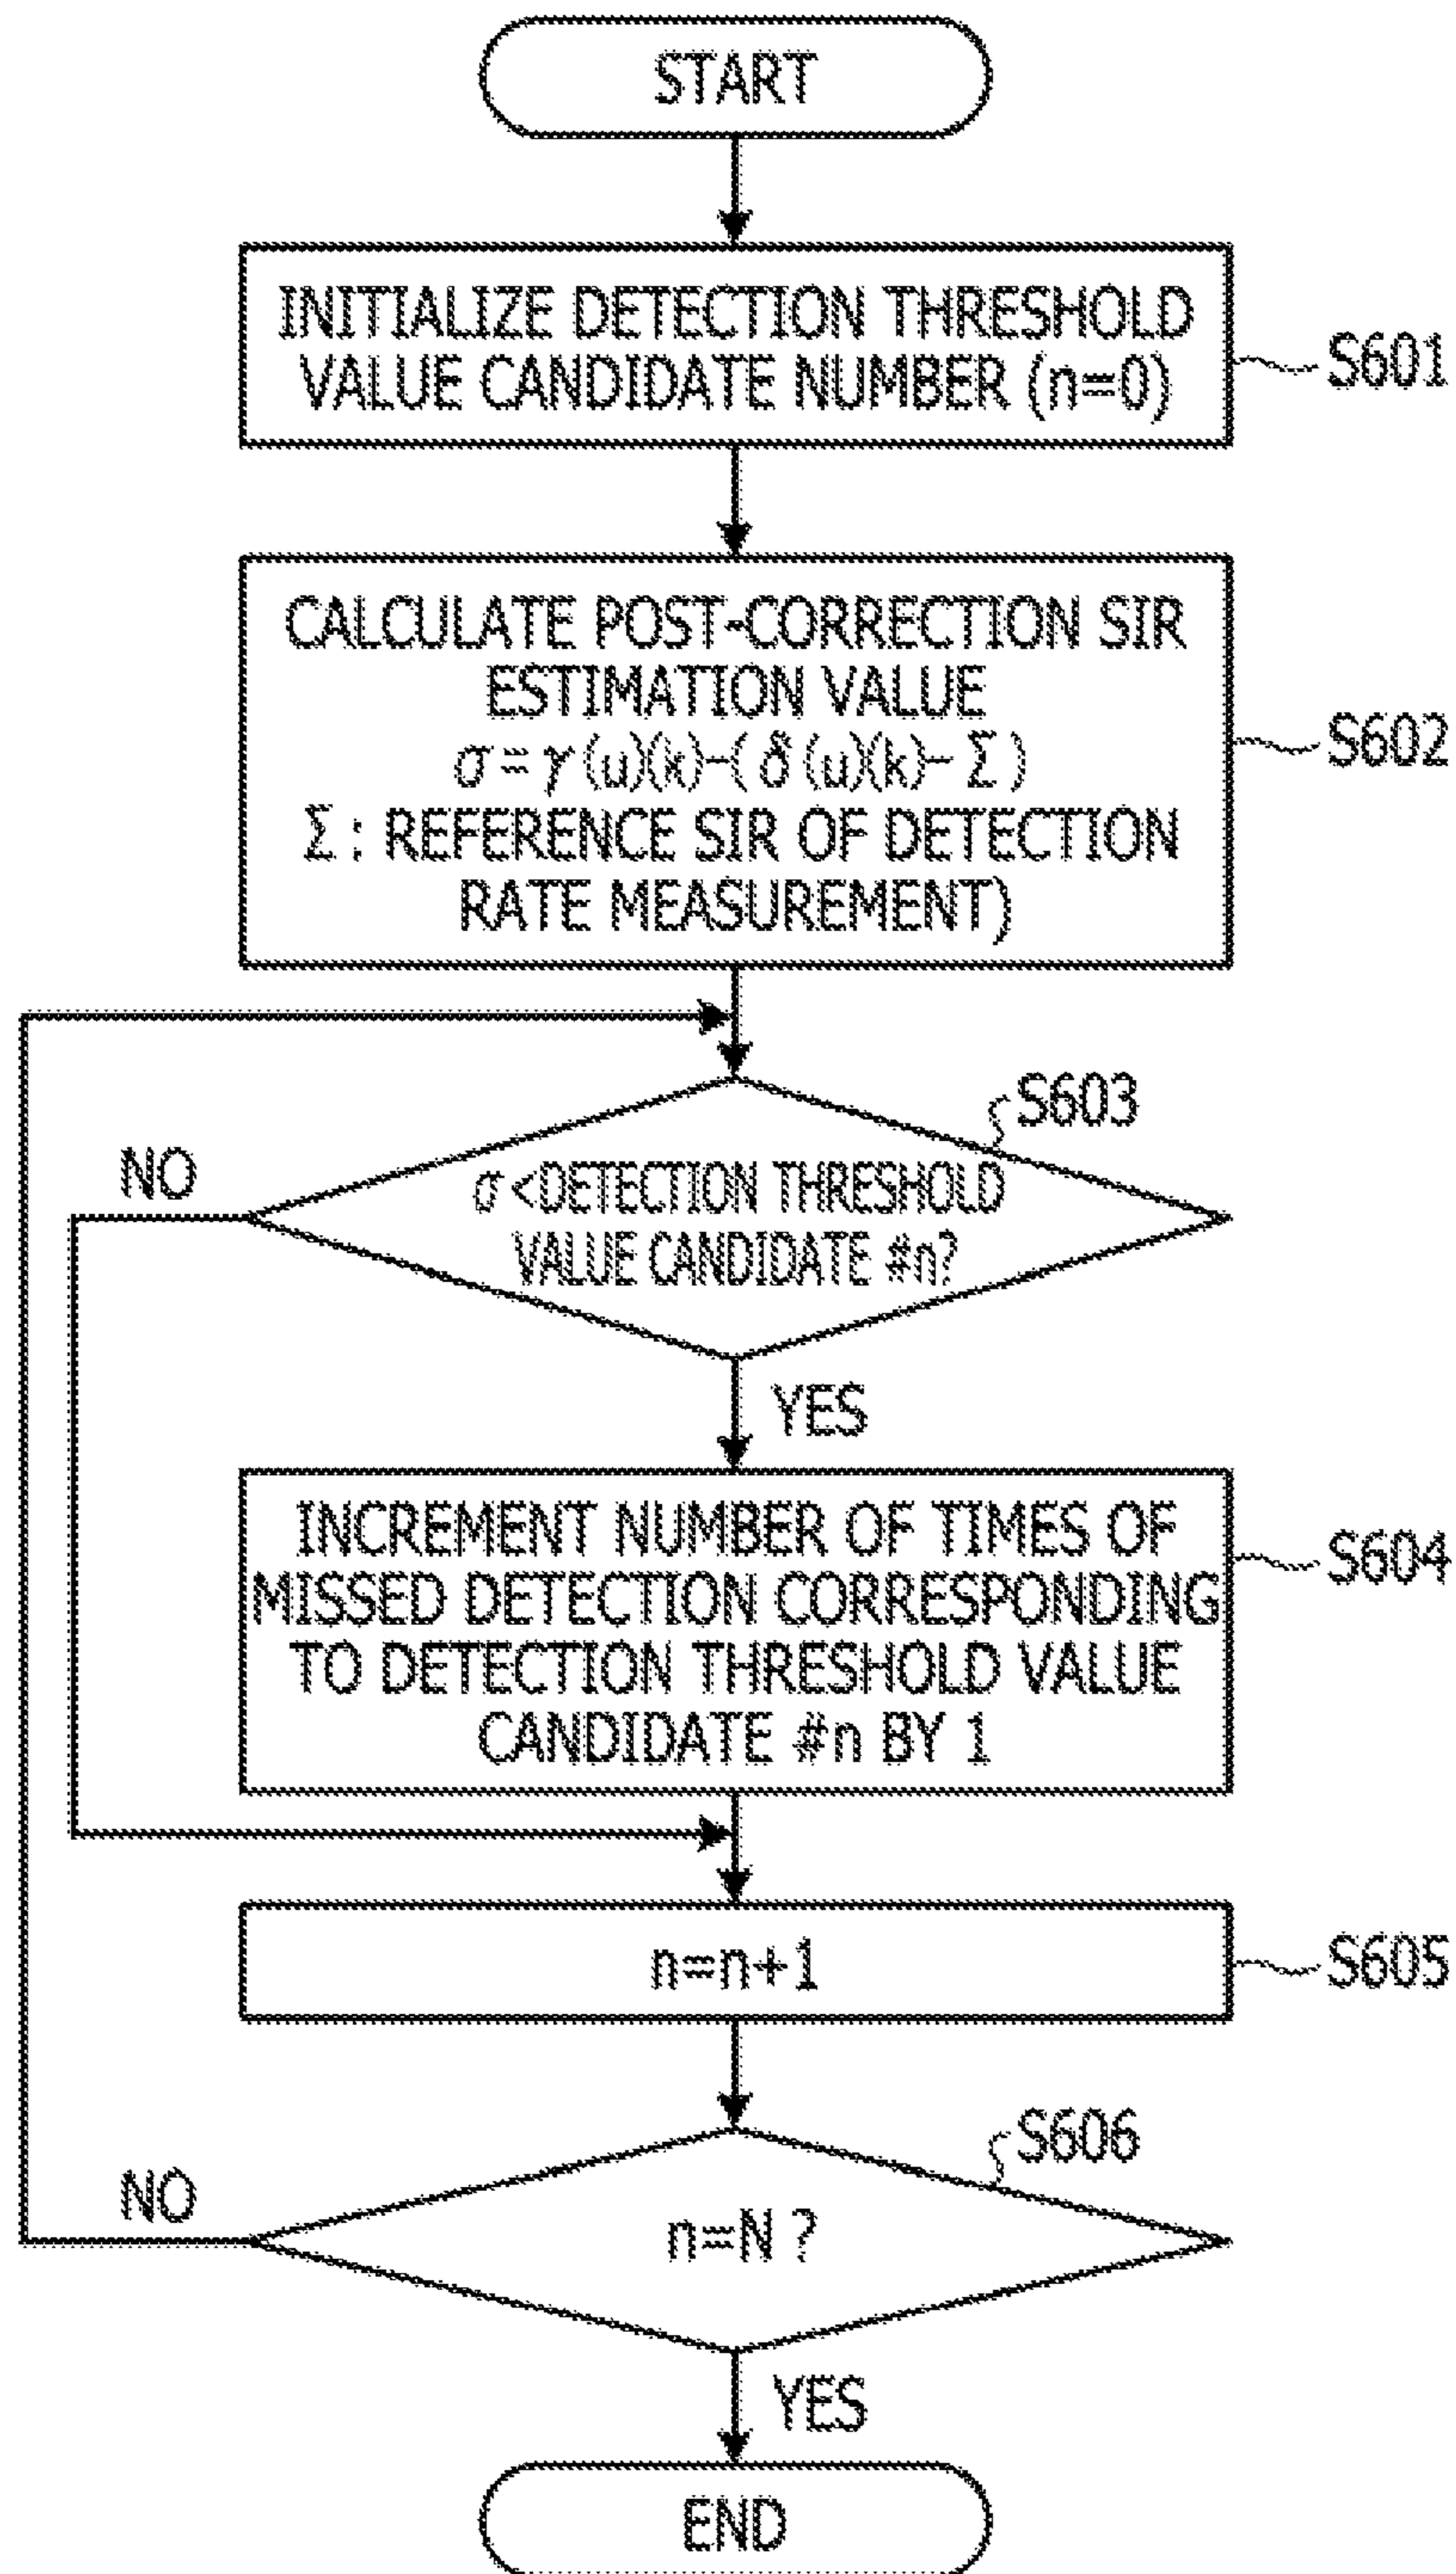 START
INITIALIZE DETECTION THRESHOLD
VALUE CANDIDATE NUMBER (n=0)
S601
CALCULATE POST-CORRECTION SIR
ESTIMATION VALUE
σ=γ(u)(k)-(δ(u)(k)-Σ)
Σ: REFERENCE SIR OF DETECTION
RATE MEASUREMENT)
S602
S603
NO
σ<DETECTION THRESHOLD
VALUE CANDIDATE #n?
YES
INCREMENT NUMBER OF TIMES OF
MISSED DETECTION CORRESPONDING
TO DETECTION THRESHOLD VALUE
CANDIDATE #n BY 1
S604
n=n+1
S605
S606
NO
n=N ?
YES
END